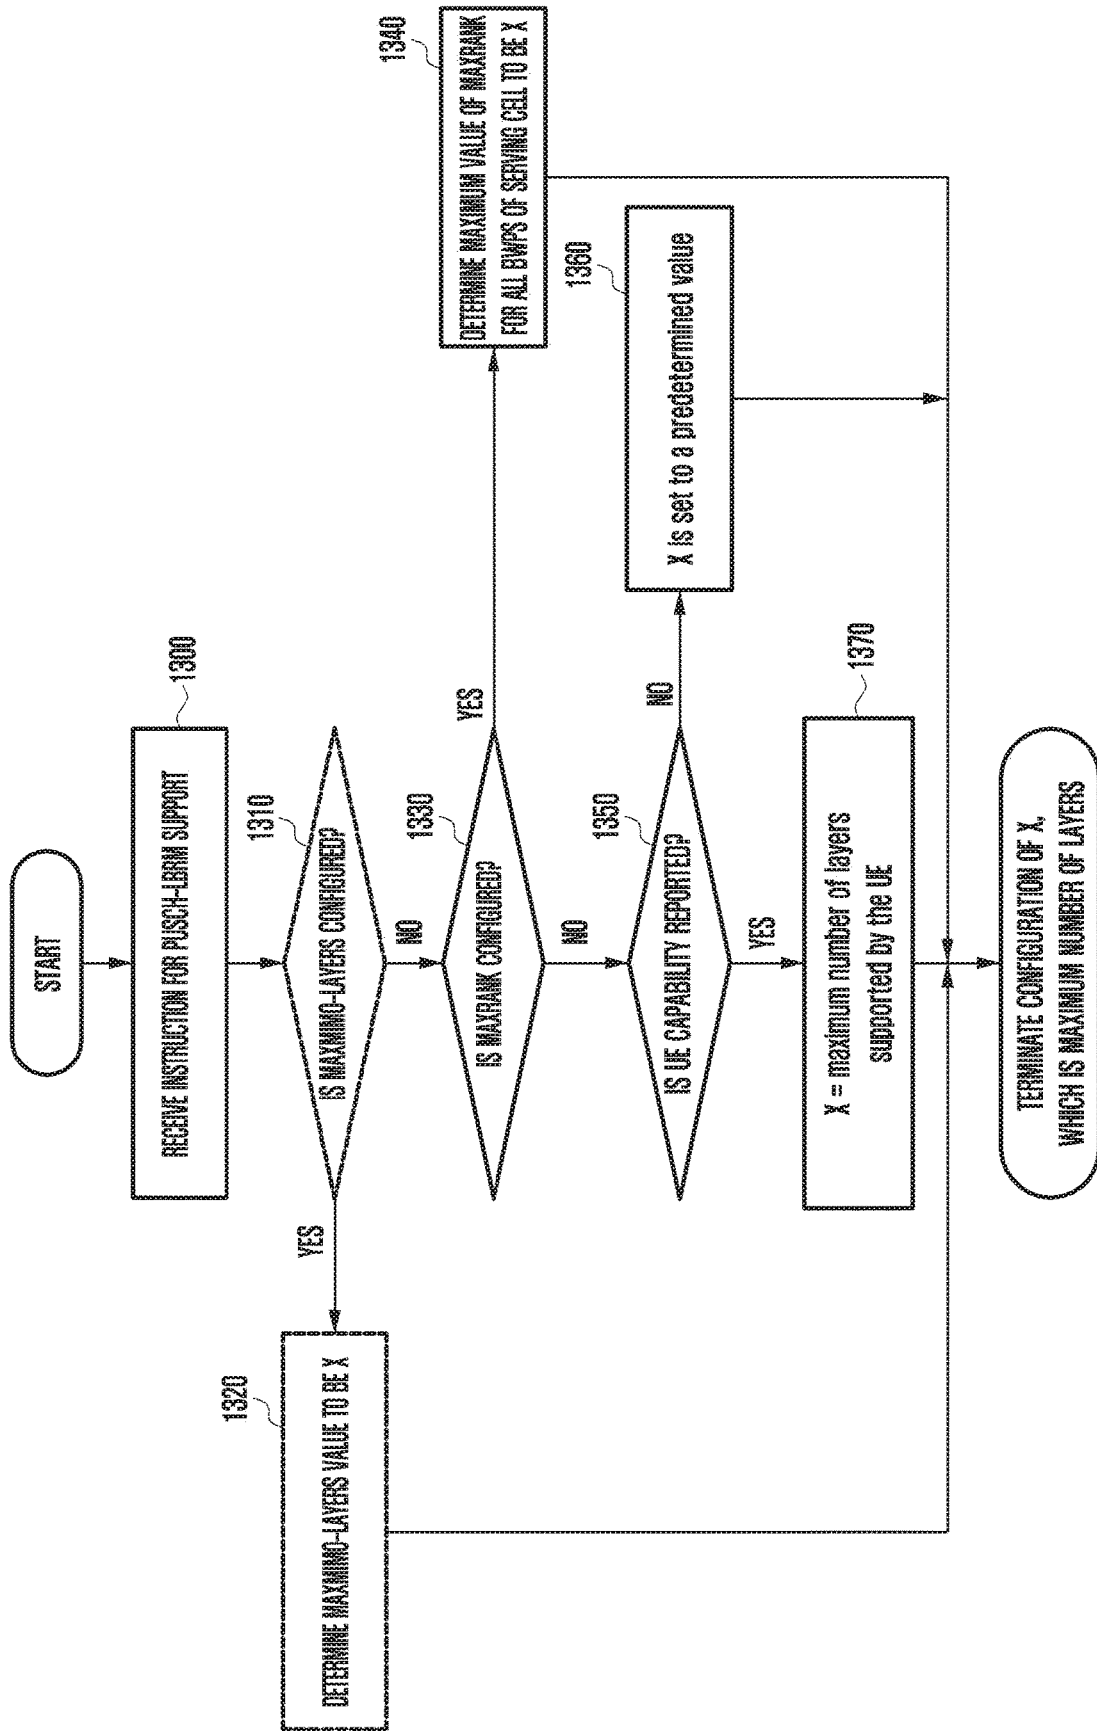 START
1300
RECEIVE INSTRUCTION FOR PUSCH-LBRM SUPPORT
1310
IS MAXMIMO-LAYERS CONFIGURED?
YES
NO
1320
DETERMINE MAXMIMO-LAYERS VALUE TO BE X
1330
IS MAXRANK CONFIGURED?
YES
NO
1340
DETERMINE MAXIMUM VALUE OF MAXRANK
FOR ALL BWPS OF SERVING CELL TO BE X
1350
IS UE CAPABILITY REPORTED?
NO
YES
1360
X is set to a predetermined value
1370
X = maximum number of layers
supported by the UE
TERMINATE CONFIGURATION OF X,
WHICH IS MAXIMUM NUMBER OF LAYERS